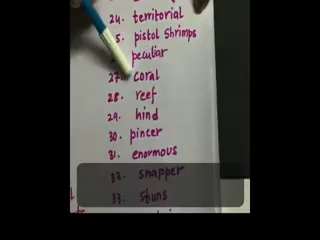 24. territorial
5. pistol Shrimps
peculiar
27. coral
28. reef
29. hind
30. pincer
31. enormous
32. snapper
33. stuns